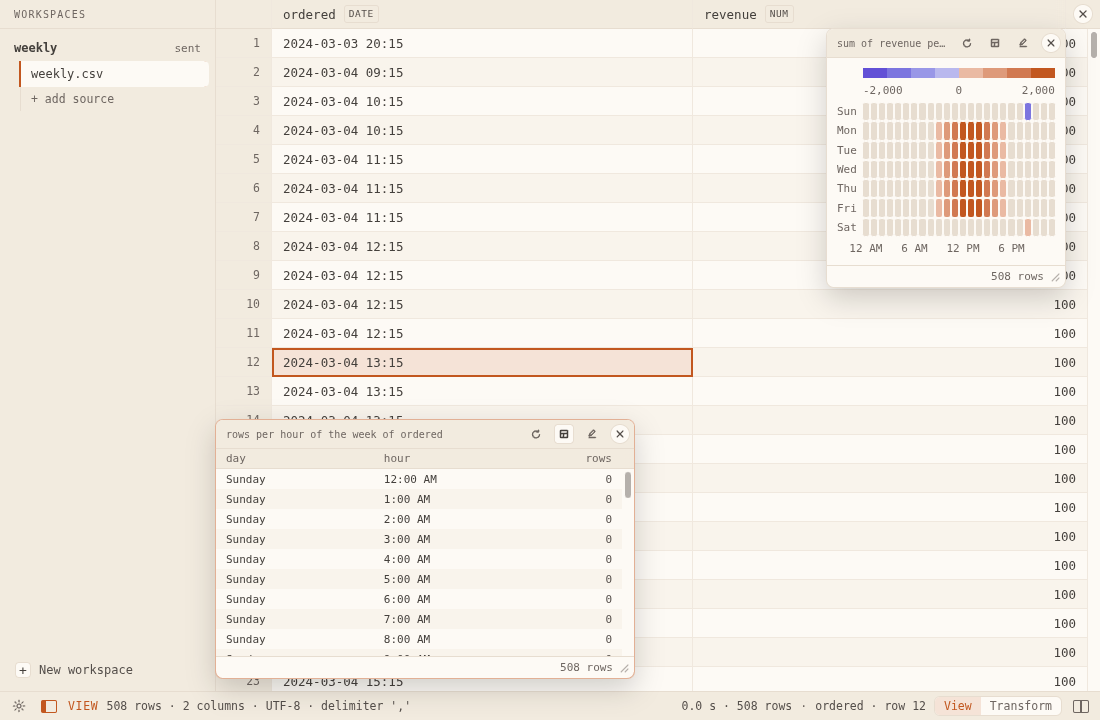 WORKSPACES
weekly sent
weekly.csv
+ add source
+ New workspace
ordered DATE revenue NUM
1 2024-03-03 20:15
2 2024-03-04 09:15
3 2024-03-04 10:15
4 2024-03-04 10:15
5 2024-03-04 11:15
6 2024-03-04 11:15
7 2024-03-04 11:15
8 2024-03-04 12:15
9 2024-03-04 12:15
10 2024-03-04 12:15 100
11 2024-03-04 12:15 100
12 2024-03-04 13:15 100
13 2024-03-04 13:15 100
14 2024-03-04 13:15 100
100
100
100
100
100
100
100
100
23 2024-03-04 15:15 100
sum of revenue pe…
-2,000 0 2,000
Sun
Mon
Tue
Wed
Thu
Fri
Sat
12 AM 6 AM 12 PM 6 PM
508 rows
rows per hour of the week of ordered
day hour rows
Sunday 12:00 AM 0
Sunday 1:00 AM 0
Sunday 2:00 AM 0
Sunday 3:00 AM 0
Sunday 4:00 AM 0
Sunday 5:00 AM 0
Sunday 6:00 AM 0
Sunday 7:00 AM 0
Sunday 8:00 AM 0
508 rows
VIEW 508 rows · 2 columns · UTF-8 · delimiter ',' 0.0 s · 508 rows · ordered · row 12 View Transform